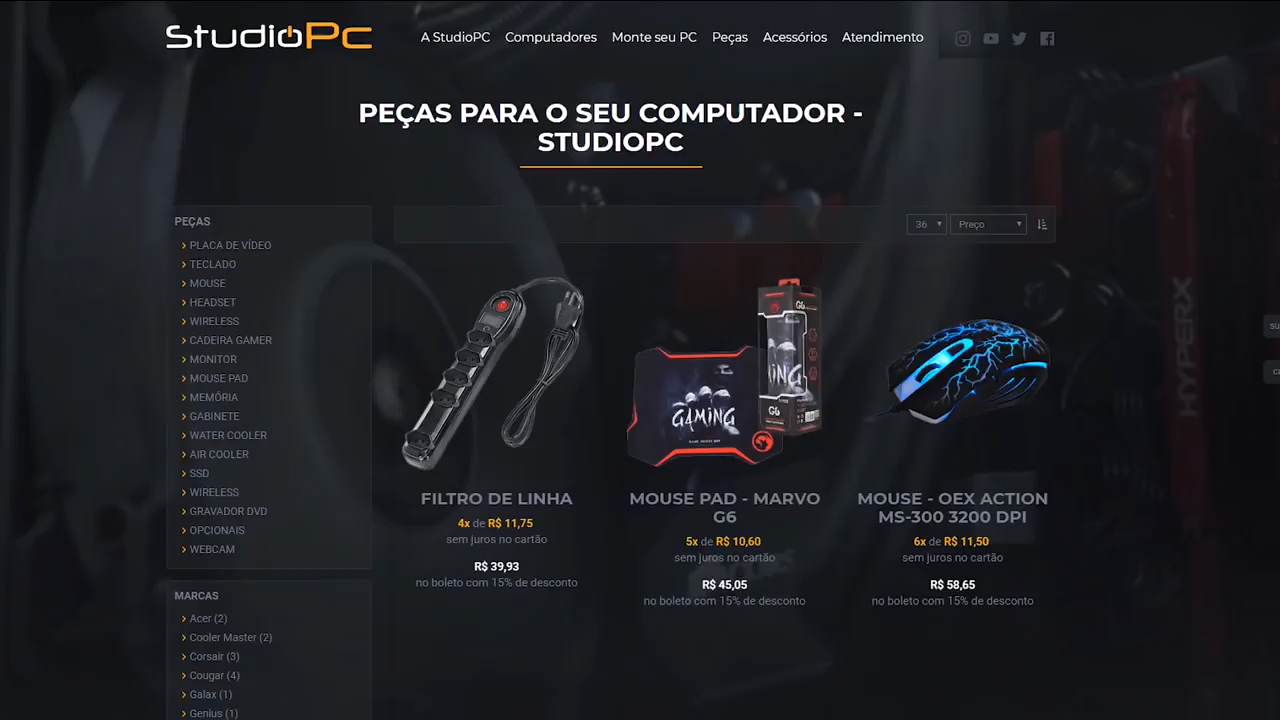 StudioPc
A StudioPC Computadores Monte seu PC Peças Acessórios Atendimento
PEÇAS PARA O SEU COMPUTADOR -
STUDIOPC
PEÇAS
PLACA DE VÍDEO
TECLADO
MOUSE
HEADSET
WIRELESS
CADEIRA GAMER
MONITOR
MOUSE PAD
MEMÓRIA
GABINETE
WATER COOLER
AIR COOLER
SSD
WIRELESS
GRAVADOR DVD
OPCIONAIS
WEBCAM
MARCAS
Acer (2)
Cooler Master (2)
Corsair (3)
Cougar (4)
Galax (1)
Genius (1)
36 Preço
FILTRO DE LINHA
4x de R$ 11,75
sem juros no cartão
R$ 39,93
no boleto com 15% de desconto
G6
GAMING
G6
MOUSE PAD - MARVO
G6
5x de R$ 10,60
sem juros no cartão
R$ 45,05
no boleto com 15% de desconto
MOUSE - OEX ACTION
MS-300 3200 DPI
6x de R$ 11,50
sem juros no cartão
R$ 58,65
no boleto com 15% de desconto
HYPERX